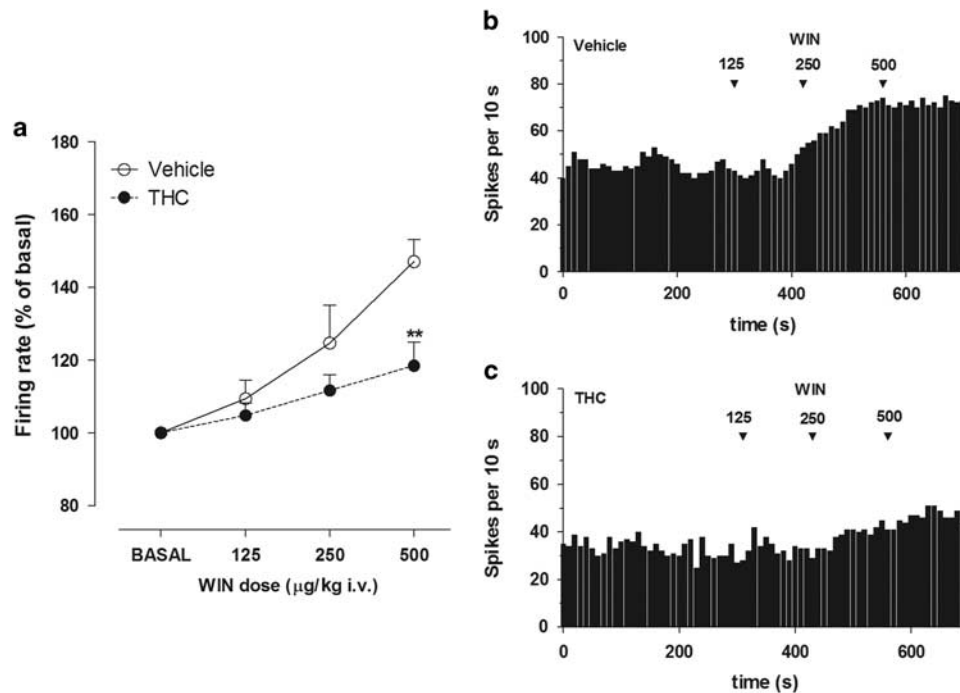 a
Firing rate (% of basal)
180
160
140
120
100
80
Vehicle
THC
**
BASAL 125 250 500
WIN dose (μg/kg i.v.)
b
Spikes per 10 s
100
80
60
40
20
0
Vehicle
WIN
125 250 500
0 200 400 600
time (s)
c
Spikes per 10 s
100
80
60
40
20
0
THC
WIN
125 250 500
0 200 400 600
time (s)